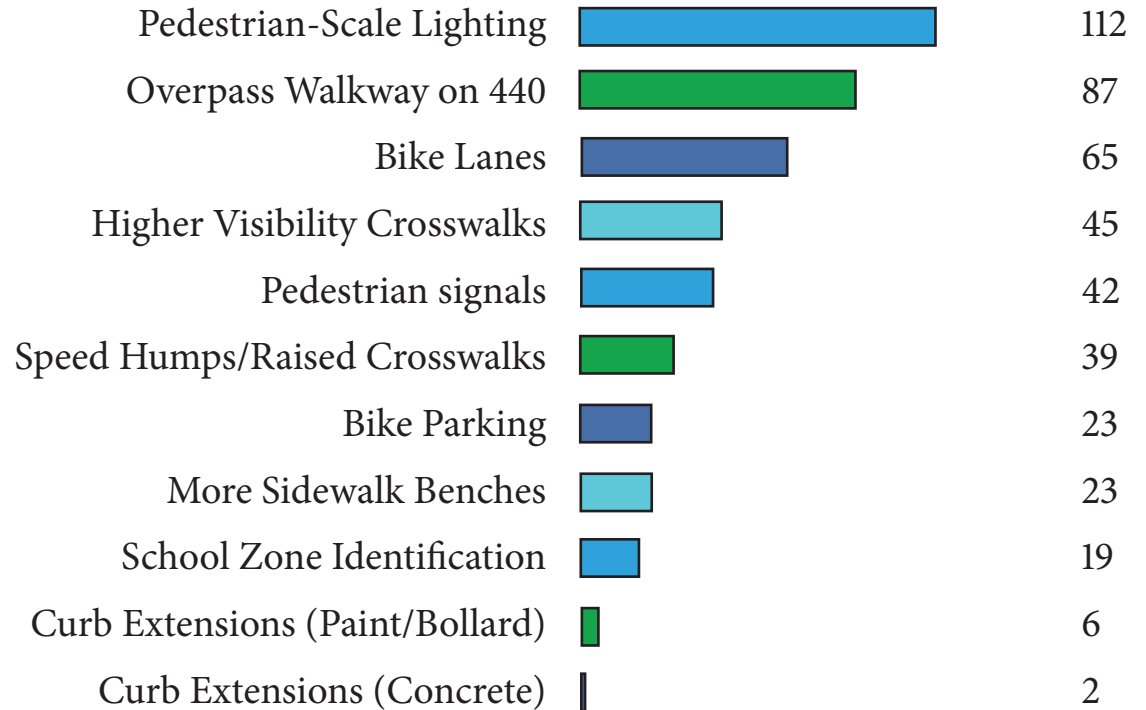 Pedestrian-Scale Lighting 112
Overpass Walkway on 440 87
Bike Lanes 65
Higher Visibility Crosswalks 45
Pedestrian signals 42
Speed Humps/Raised Crosswalks 39
Bike Parking 23
More Sidewalk Benches 23
School Zone Identification 19
Curb Extensions (Paint/Bollard) 6
Curb Extensions (Concrete) 2